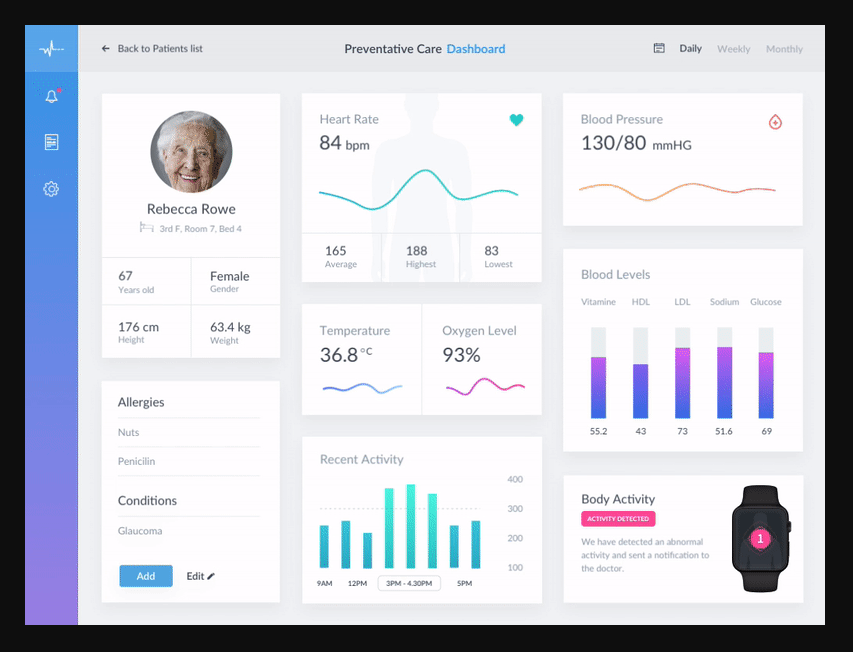 Back to Patients list
Preventative Care Dashboard
Daily Weekly Monthly
Rebecca Rowe
3rd F, Room 7, Bed 4
67
Years old
Female
Gender
176 cm
Height
63.4 kg
Weight
Allergies
Nuts
Penicilin
Conditions
Glaucoma
Add
Edit
Heart Rate
84 bpm
165
Average
188
Highest
83
Lowest
Temperature
36.8 °C
Oxygen Level
93%
Recent Activity
400
300
200
100
9AM 12PM 3PM - 4.30PM 5PM
Blood Pressure
130/80 mmHG
Blood Levels
Vitamine HDL LDL Sodium Glucose
55.2 43 73 51.6 69
Body Activity
ACTIVITY DETECTED
We have detected an abnormal
activity and sent a notification to
the doctor.
1